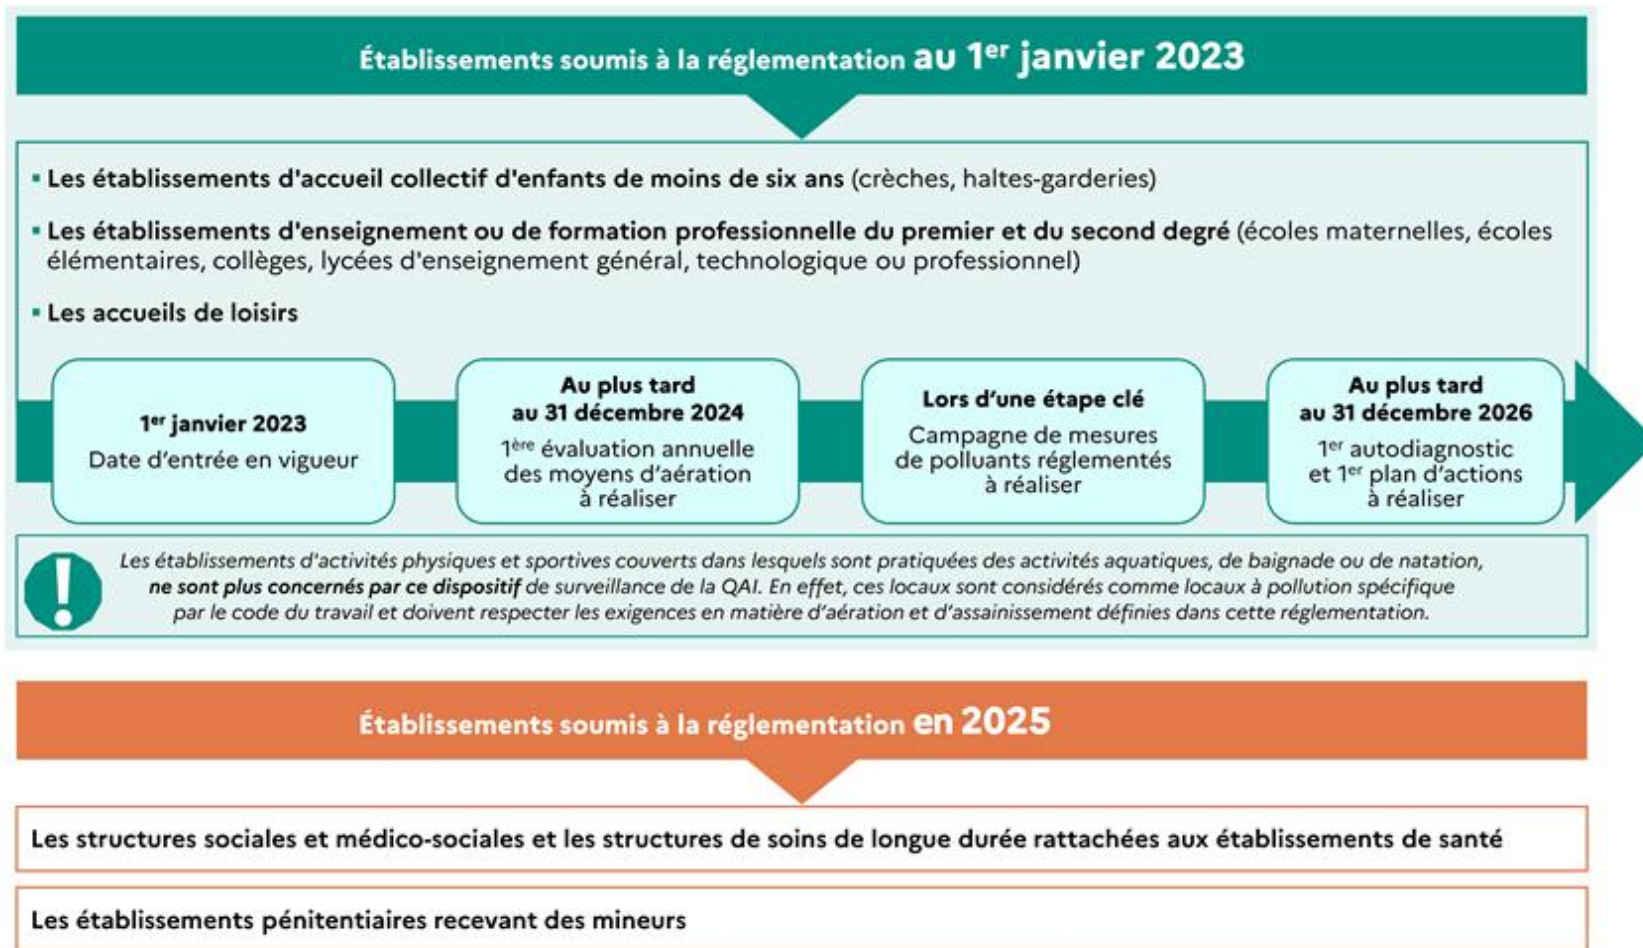 Établissements soumis à la réglementation au 1er janvier 2023
▪ Les établissements d'accueil collectif d'enfants de moins de six ans (crèches, haltes-garderies)
▪ Les établissements d'enseignement ou de formation professionnelle du premier et du second degré (écoles maternelles, écoles
élémentaires, collèges, lycées d'enseignement général, technologique ou professionnel)
▪ Les accueils de loisirs
1er janvier 2023
Date d'entrée en vigueur
Au plus tard
au 31 décembre 2024
1ère évaluation annuelle
des moyens d'aération
à réaliser
Lors d'une étape clé
Campagne de mesures
de polluants réglementés
à réaliser
Au plus tard
au 31 décembre 2026
1er autodiagnostic
et 1er plan d'actions
à réaliser
!
Les établissements d'activités physiques et sportives couverts dans lesquels sont pratiquées des activités aquatiques, de baignade ou de natation,
ne sont plus concernés par ce dispositif de surveillance de la QAI. En effet, ces locaux sont considérés comme locaux à pollution spécifique
par le code du travail et doivent respecter les exigences en matière d'aération et d'assainissement définies dans cette réglementation.
Établissements soumis à la réglementation en 2025
Les structures sociales et médico-sociales et les structures de soins de longue durée rattachées aux établissements de santé
Les établissements pénitentiaires recevant des mineurs